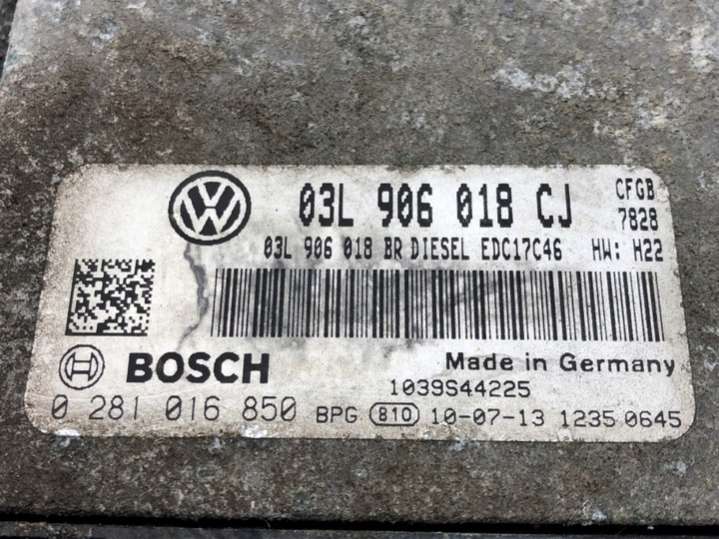 03L 906 018 CJ CFGB
7828
03L 906 018 BR DIESEL EDC17C46 HW: H22
BOSCH Made in Germany
1039S44225
0 281 016 850 BPG 810 10-07-13 1235 0645